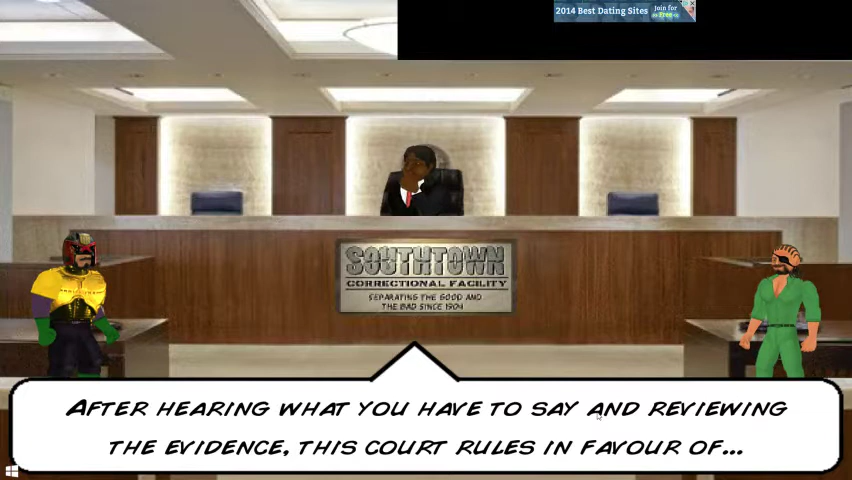 2014 Best Dating Sites
Join for
Free
SOUTHTOWN
CORRECTIONAL FACILITY
SEPARATING THE GOOD AND
THE BAD SINCE 1904
AFTER HEARING WHAT YOU HAVE TO SAY AND REVIEWING
THE EVIDENCE, THIS COURT RULES IN FAVOUR OF...